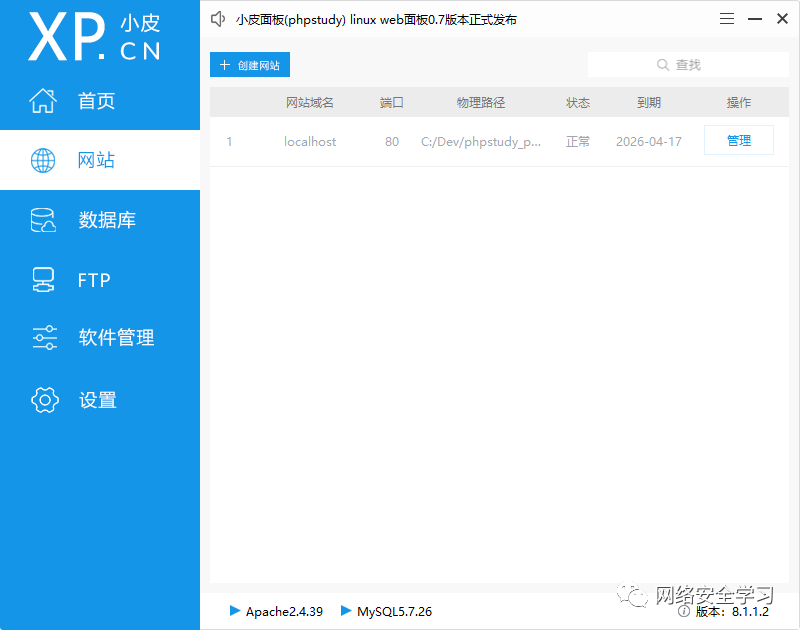 XP. 小皮 CN
小皮面板(phpstudy) linux web面板0.7版本正式发布
首页
网站
数据库
FTP
软件管理
设置
+ 创建网站
查找
网站域名 端口 物理路径 状态 到期 操作
1 localhost 80 C:/Dev/phpstudy_p... 正常 2026-04-17 管理
网络安全学习
Apache2.4.39 MySQL5.7.26 版本: 8.1.1.2